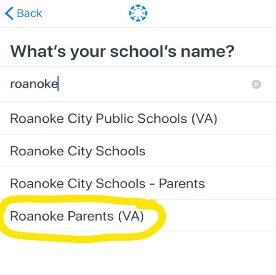 Back
What's your school's name?
roanoke
Roanoke City Public Schools (VA)
Roanoke City Schools
Roanoke City Schools - Parents
Roanoke Parents (VA)